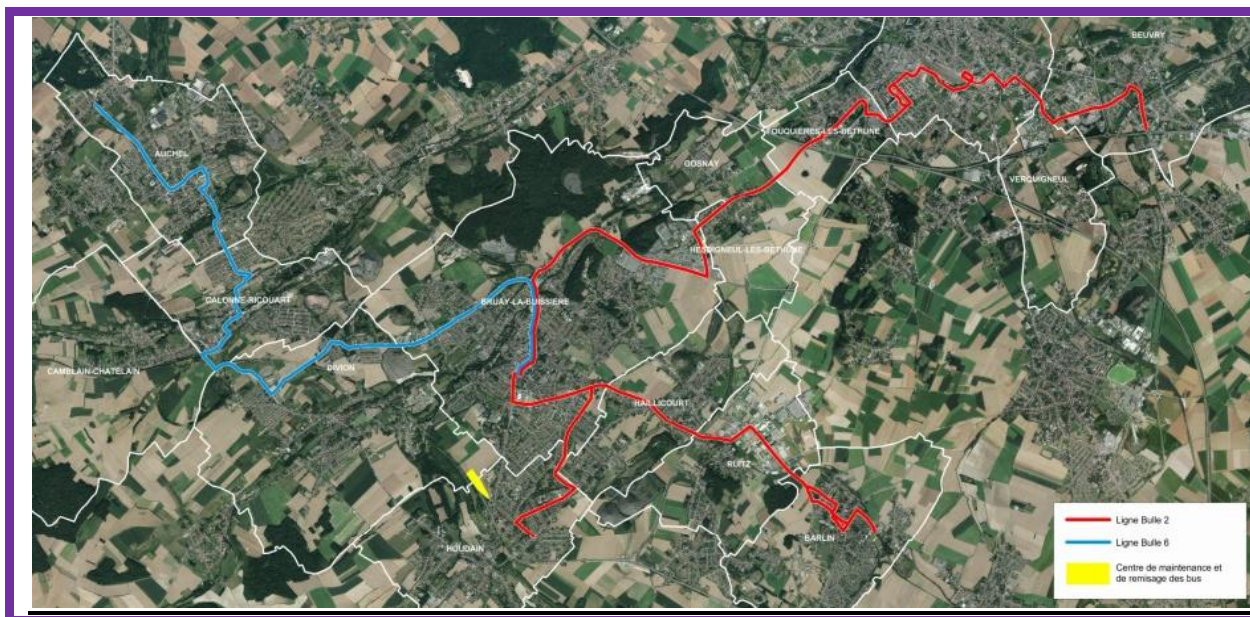 BEUVRY
FOUQUIERES-LES-BETHUNE
AUCHEL
GOSNAY
VERQUIGNEUL
HESDIGNEUL-LES-BETHUNE
CALONNE-RICOUART
BRUAY-LA-BUISSIERE
CAMBLAIN-CHATELAIN
DIVION
HAILLICOURT
RUITZ
HOUDAIN
BARLIN
Ligne Bulle 2
Ligne Bulle 6
Centre de maintenance et
de remisage des bus